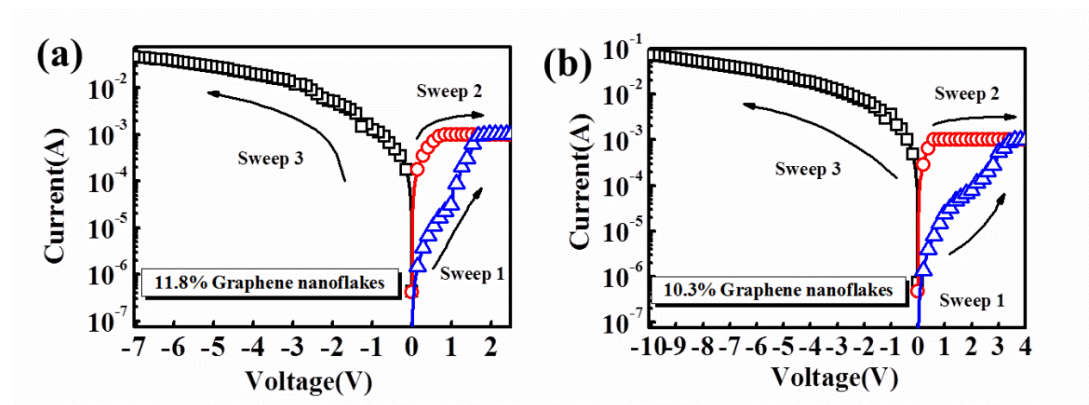 (a)
Current(A)
10⁻²
10⁻³
10⁻⁴
10⁻⁵
10⁻⁶
10⁻⁷
Sweep 2
Sweep 3
Sweep 1
11.8% Graphene nanoflakes
-7 -6 -5 -4 -3 -2 -1 0 1 2
Voltage(V)
(b)
Current(A)
10⁻¹
10⁻²
10⁻³
10⁻⁴
10⁻⁵
10⁻⁶
10⁻⁷
Sweep 2
Sweep 3
10.3% Graphene nanoflakes
Sweep 1
-10-9 -8 -7 -6 -5 -4 -3 -2 -1 0 1 2 3 4
Voltage(V)